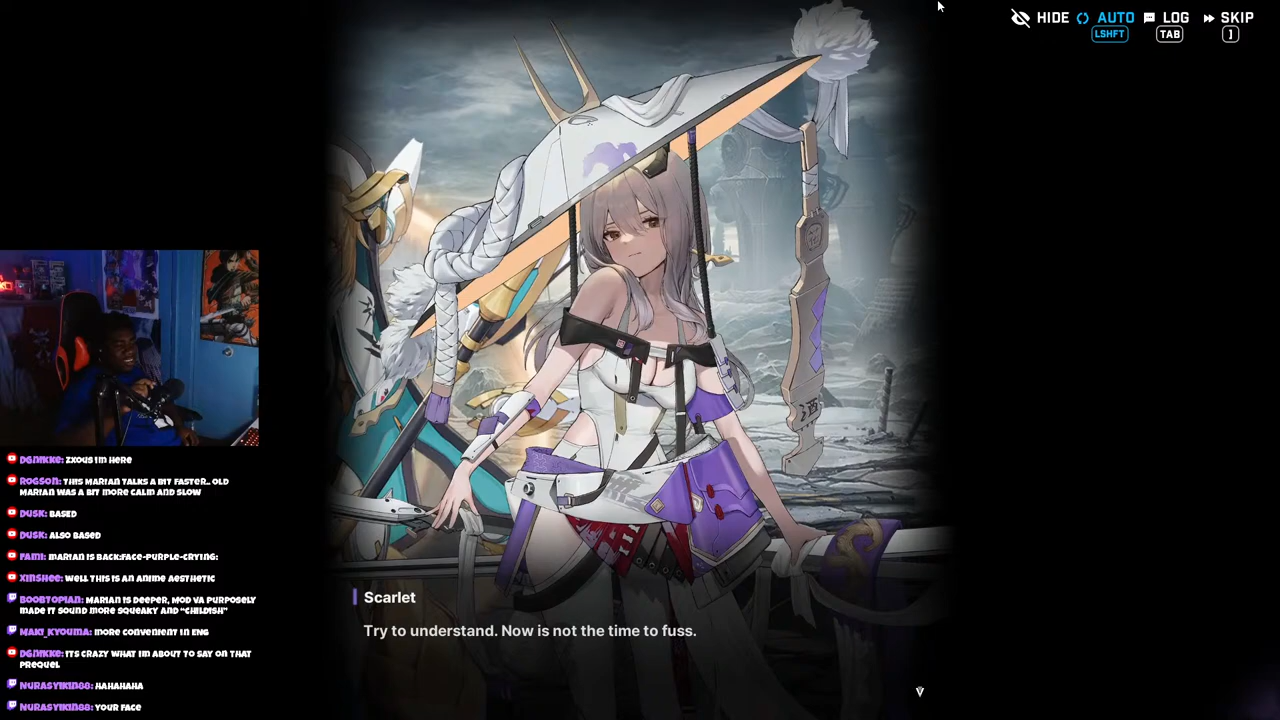 HIDE AUTO LOG SKIP
LSHFT TAB ]
DGNIKKE: ZXOUS IM HERE
ROGSON: THIS MARIAN TALKS A BIT FASTER.. OLD
MARIAN WAS A BIT MORE CALM AND SLOW
DUSK: BASED
DUSK: ALSO BASED
FAMI: MARIAN IS BACK:FACE-PURPLE-CRYING:
XINSHEE: WELL THIS IS AN ANIME AESTHETIC
BOOBTOPIAN: MARIAN IS DEEPER, MOD VA PURPOSELY
MADE IT SOUND MORE SQUEAKY AND "CHILDISH"
MAKI_KYOUMA: MORE CONVENIENT IN ENG
DGNIKKE: ITS CRAZY WHAT IM ABOUT TO SAY ON THAT
PREQUEL
NURASYIKIN88: HAHAHAHA
NURASYIKIN88: YOUR FACE
Scarlet
Try to understand. Now is not the time to fuss.